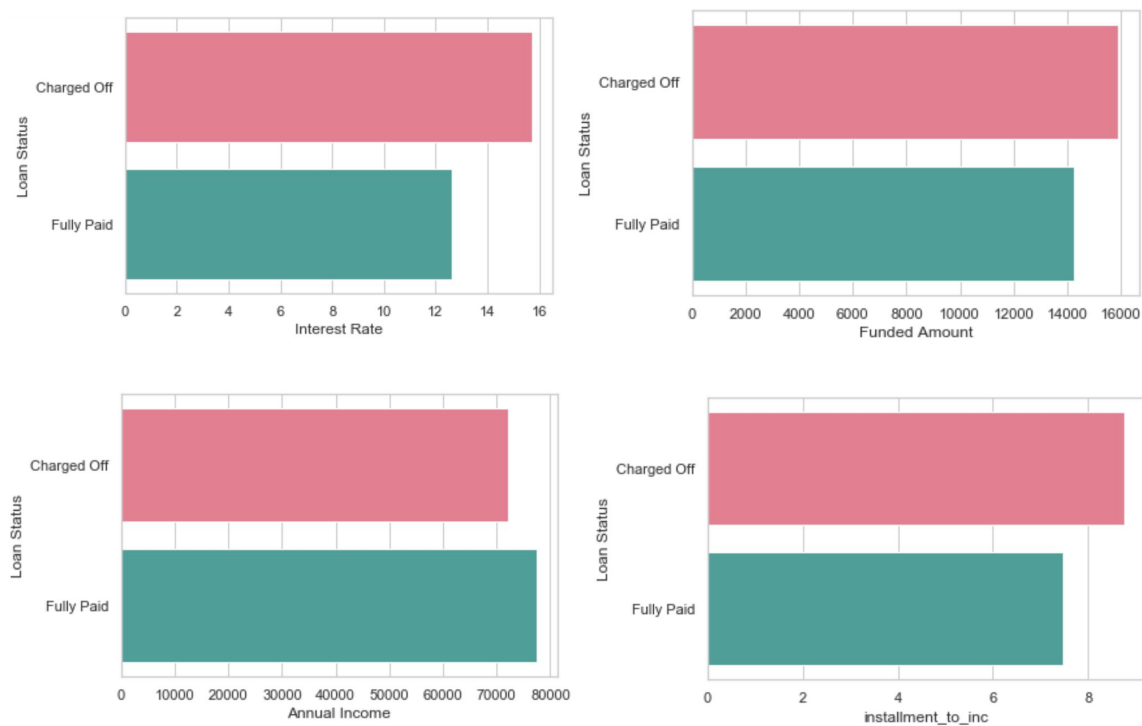 Loan Status
Charged Off
Fully Paid
0 2 4 6 8 10 12 14 16
Interest Rate
Loan Status
Charged Off
Fully Paid
0 2000 4000 6000 8000 10000 12000 14000 16000
Funded Amount
Loan Status
Charged Off
Fully Paid
0 10000 20000 30000 40000 50000 60000 70000 80000
Annual Income
Loan Status
Charged Off
Fully Paid
0 2 4 6 8
installment_to_inc